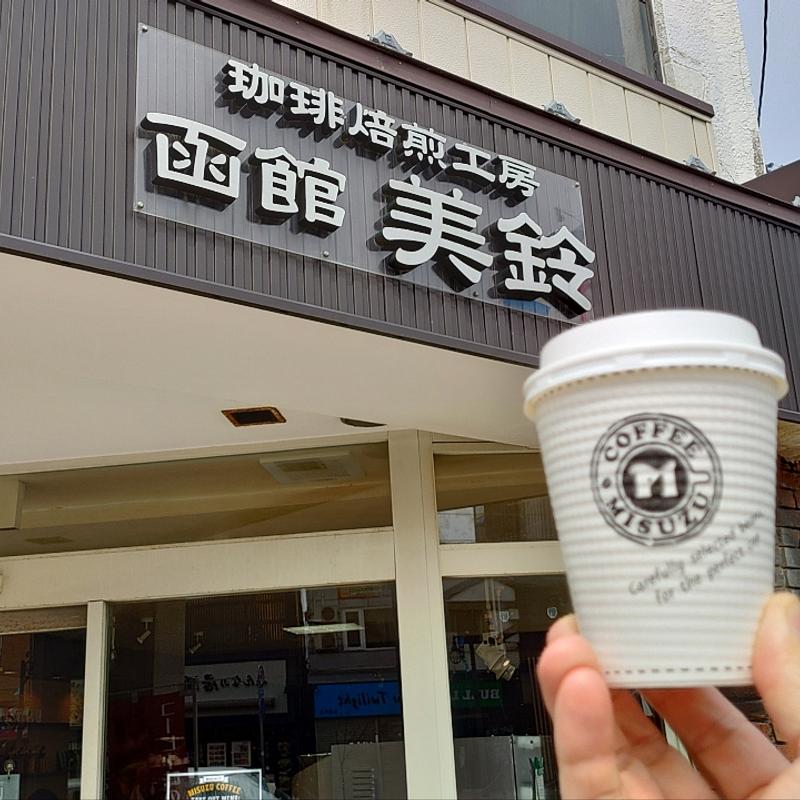 珈琲焙煎工房
函館 美鈴
COFFEE
M
MISUZU
Carefully selected beans
for the perfect cup
MISUZU COFFEE